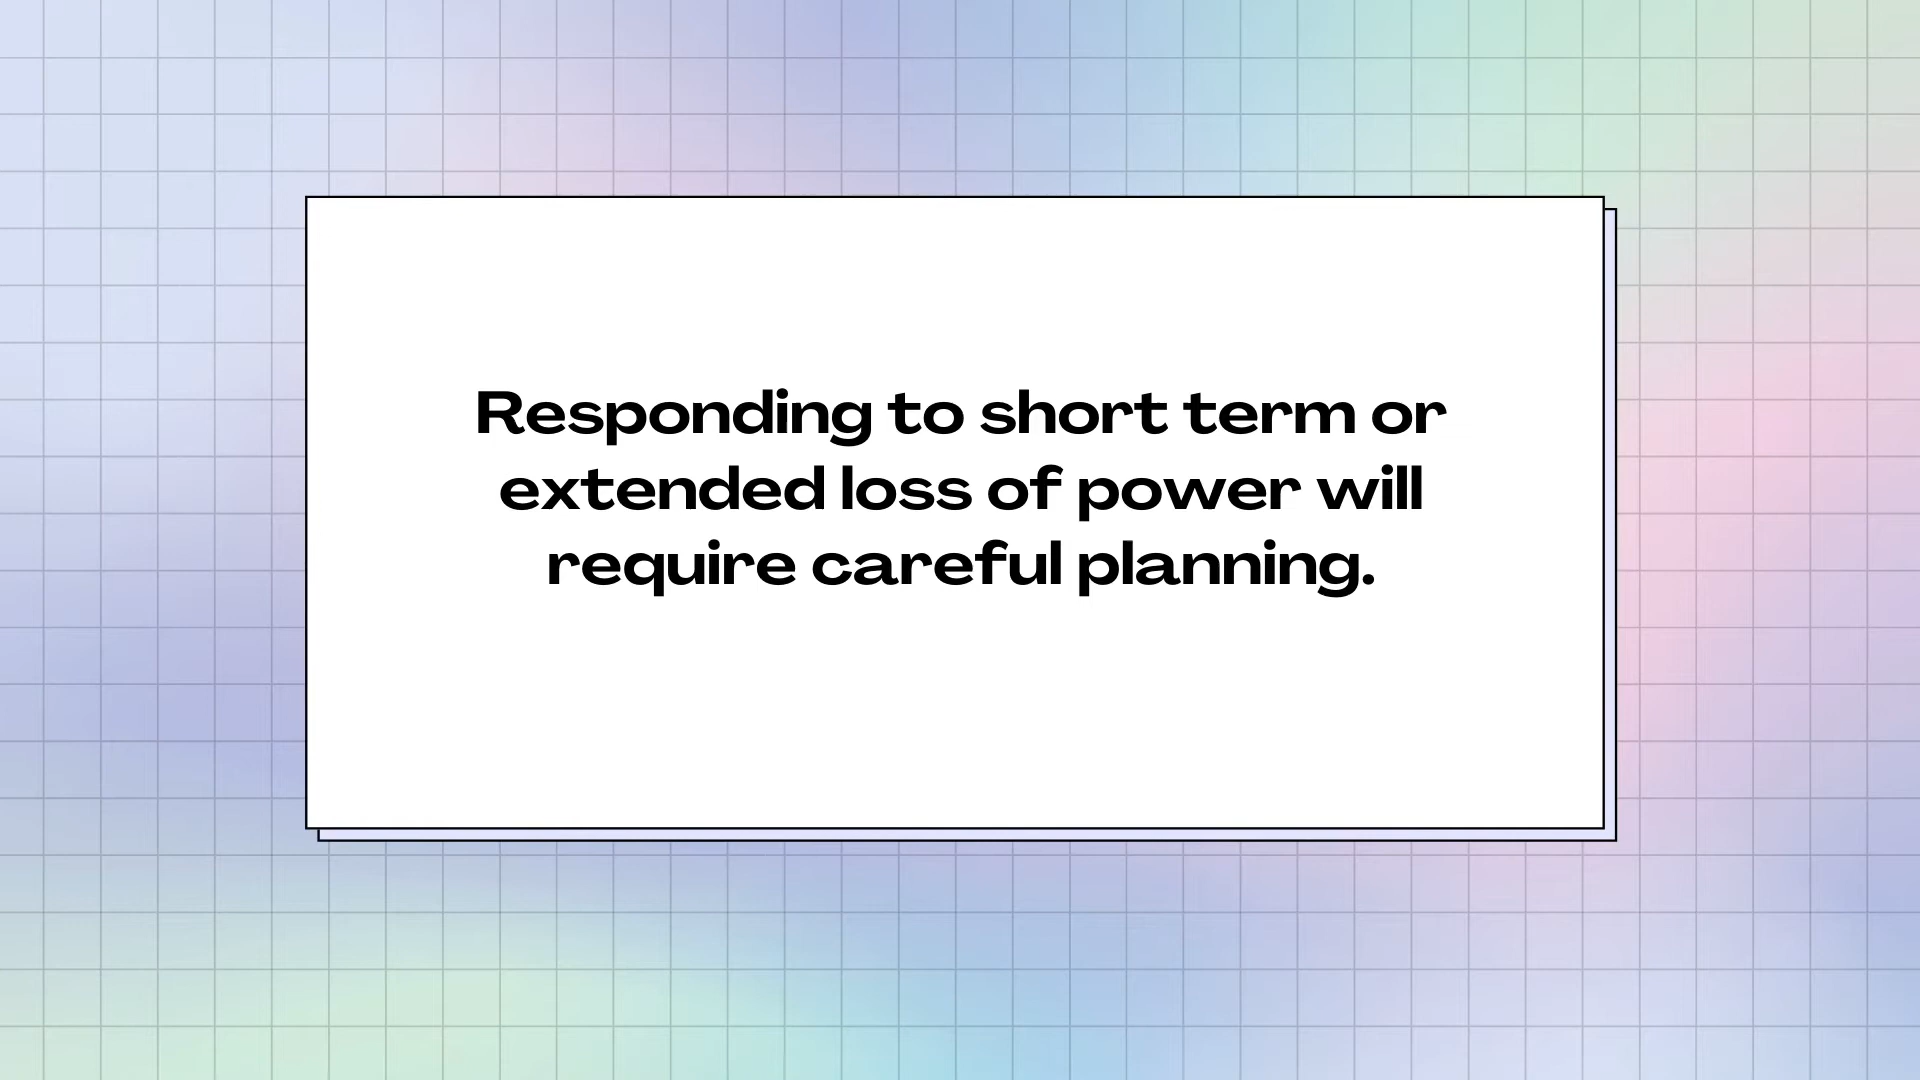 Responding to short term or
extended loss of power will
require careful planning.